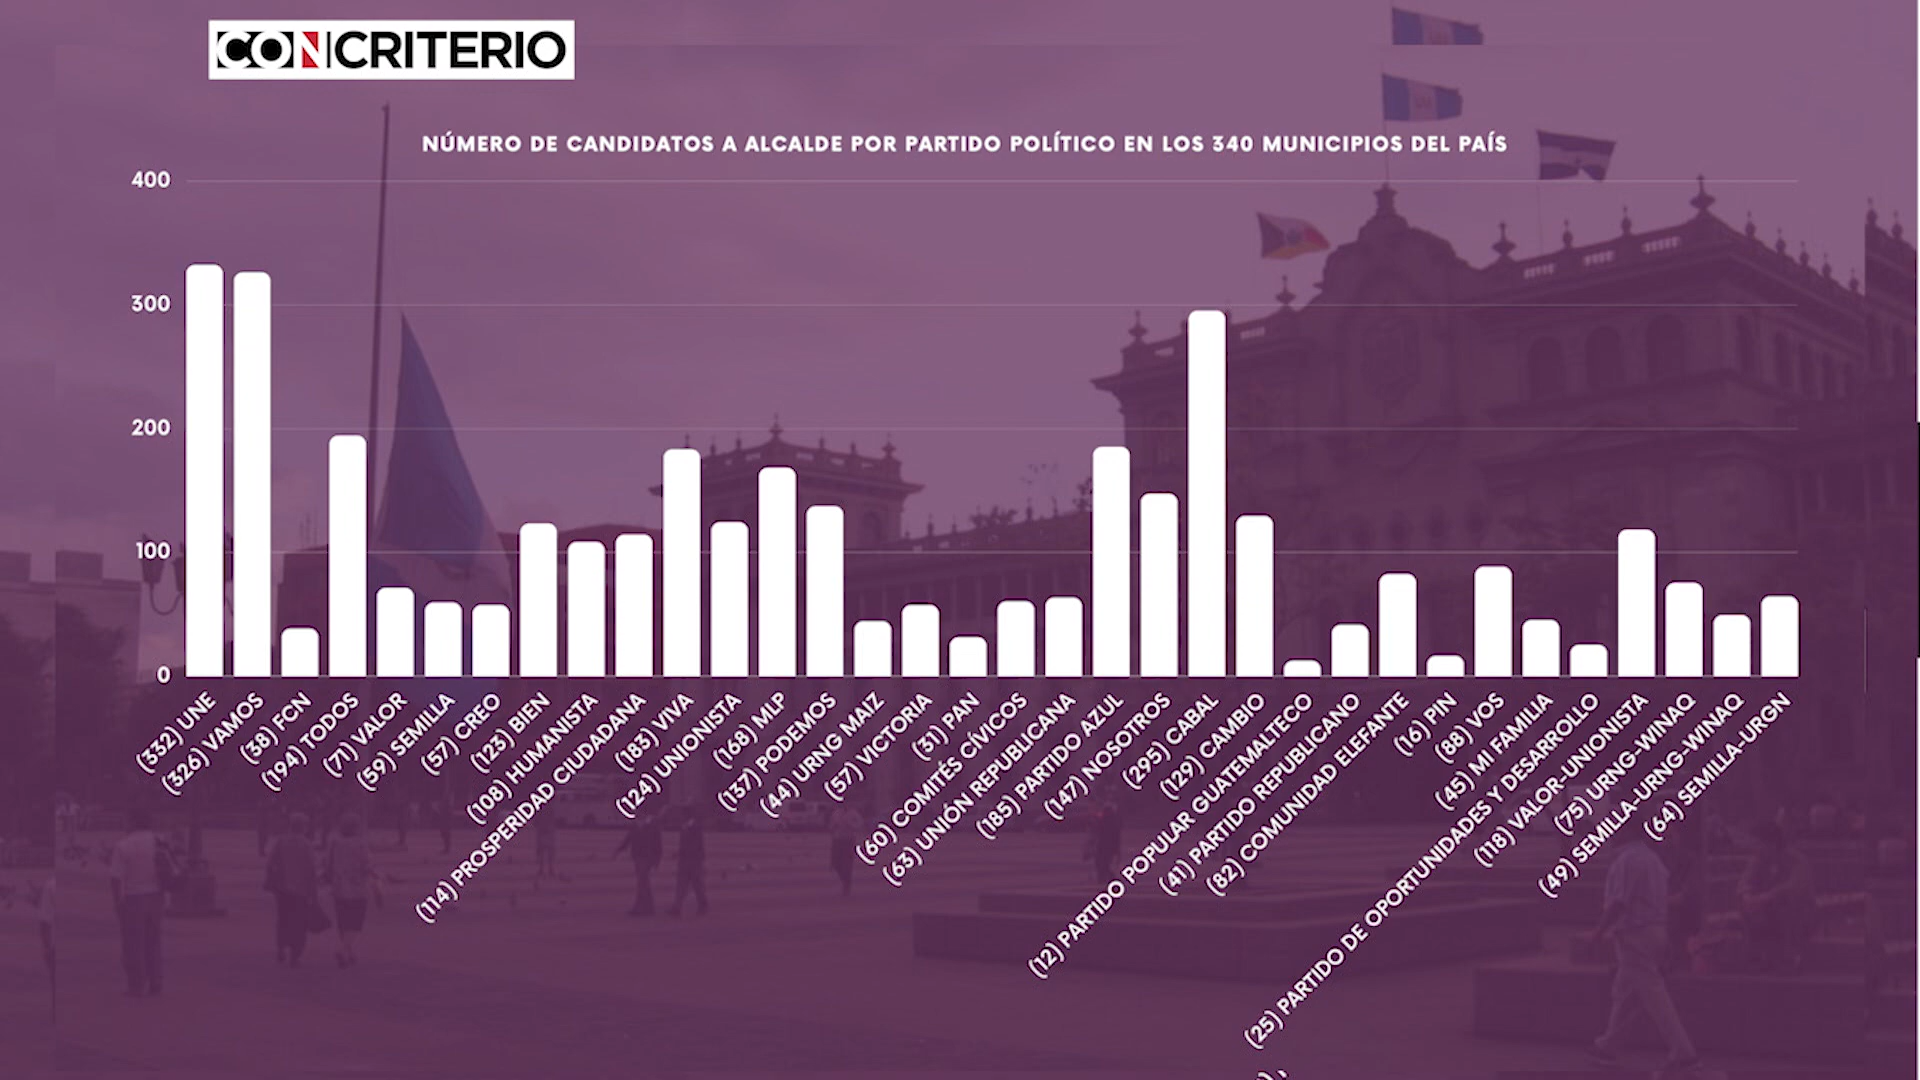 CONCRITERIO
NÚMERO DE CANDIDATOS A ALCALDE POR PARTIDO POLÍTICO EN LOS 340 MUNICIPIOS DEL PAÍS
400
300
200
100
0
(332) UNE
(326) VAMOS
(38) FCN
(194) TODOS
(71) VALOR
(59) SEMILLA
(57) CREO
(123) BIEN
(108) HUMANISTA
(114) PROSPERIDAD CIUDADANA
(183) VIVA
(124) UNIONISTA
(168) MLP
(137) PODEMOS
(44) URNG MAIZ
(57) VICTORIA
(31) PAN
(60) COMITÉS CÍVICOS
(63) UNIÓN REPUBLICANA
(185) PARTIDO AZUL
(147) NOSOTROS
(295) CABAL
(129) CAMBIO
(12) PARTIDO POPULAR GUATEMALTECO
(41) PARTIDO REPUBLICANO
(82) COMUNIDAD ELEFANTE
(16) PIN
(88) VOS
(45) MI FAMILIA
(25) PARTIDO DE OPORTUNIDADES Y DESARROLLO
(118) VALOR-UNIONISTA
(75) URNG-WINAQ
(49) SEMILLA-URNG-WINAQ
(64) SEMILLA-URGN